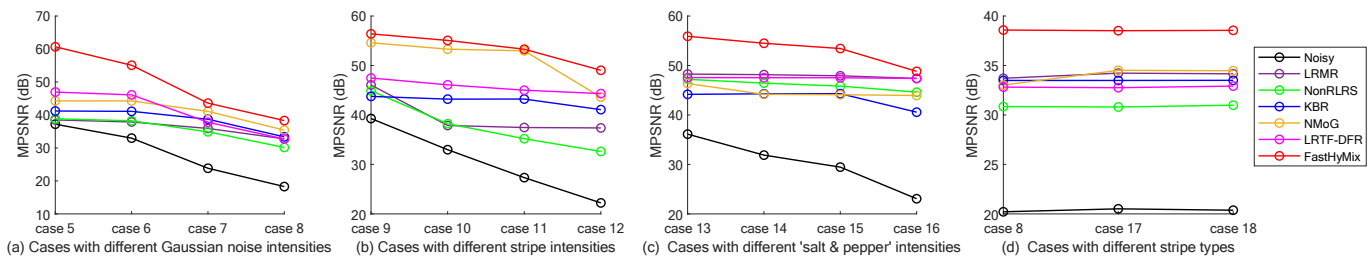 70
60
50
40
30
20
10
MPSNR (dB)
case 5 case 6 case 7 case 8
(a) Cases with different Gaussian noise intensities
60
50
40
30
20
MPSNR (dB)
case 9 case 10 case 11 case 12
(b) Cases with different stripe intensities
60
50
40
30
20
MPSNR (dB)
case 13 case 14 case 15 case 16
(c) Cases with different 'salt & pepper' intensities
40
35
30
25
20
MPSNR (dB)
case 8 case 17 case 18
(d) Cases with different stripe types
Noisy
LRMR
NonRLRS
KBR
NMoG
LRTF-DFR
FastHyMix